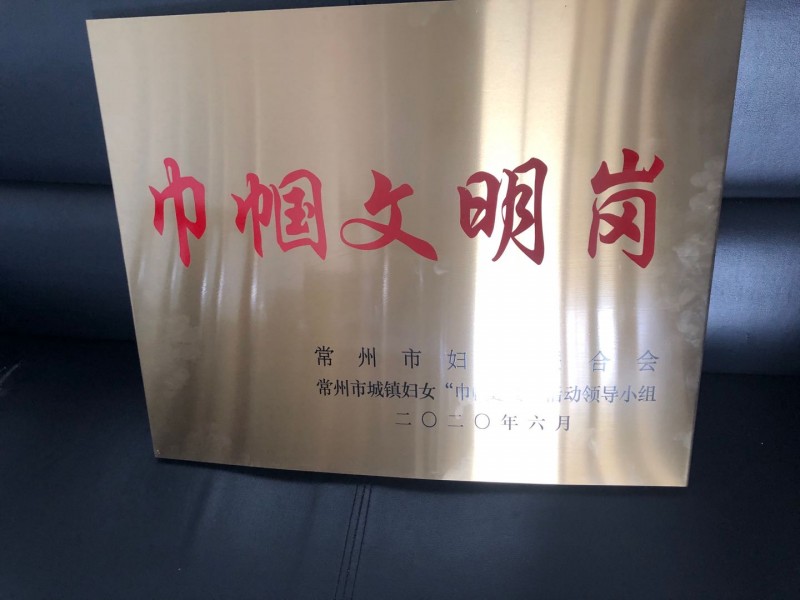 巾帼文明岗
常州市妇 合会
常州市城镇妇女“巾 活动领导小组
二〇二〇年六月